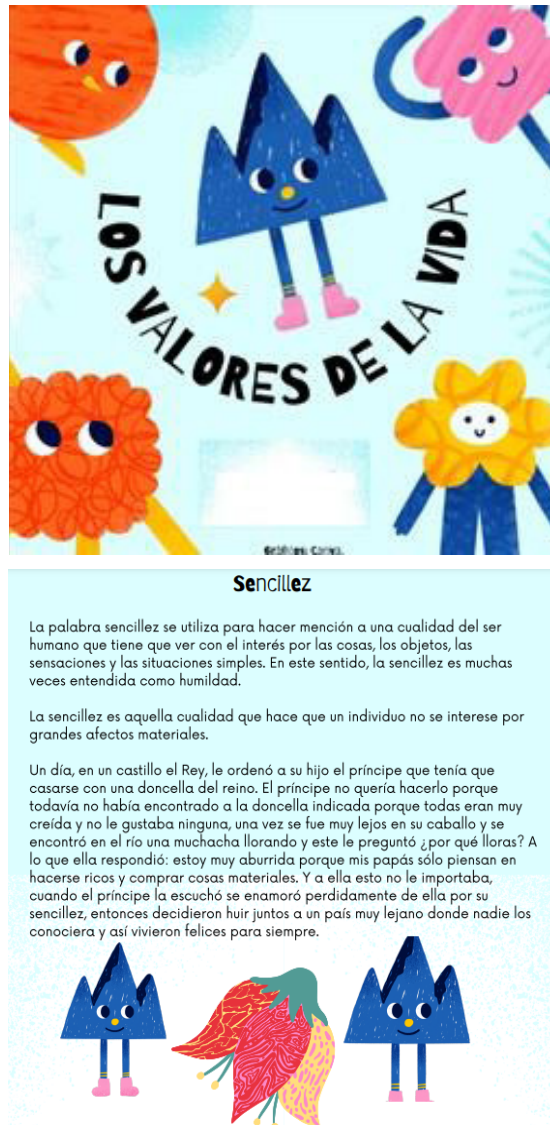 LOS VALORES DE LA VIDA
Sencillez
La palabra sencillez se utiliza para hacer mención a una cualidad del ser
humano que tiene que ver con el interés por las cosas, los objetos, las
sensaciones y las situaciones simples. En este sentido, la sencillez es muchas
veces entendida como humildad.
La sencillez es aquella cualidad que hace que un individuo no se interese por
grandes afectos materiales.
Un día, en un castillo el Rey, le ordenó a su hijo el príncipe que tenía que
casarse con una doncella del reino. El príncipe no quería hacerlo porque
todavía no había encontrado a la doncella indicada porque todas eran muy
creída y no le gustaba ninguna, una vez se fue muy lejos en su caballo y se
encontró en el río una muchacha llorando y este le preguntó ¿por qué lloras? A
lo que ella respondió: estoy muy aburrida porque mis papás sólo piensan en
hacerse ricos y comprar cosas materiales. Y a ella esto no le importaba,
cuando el príncipe la escuchó se enamoró perdidamente de ella por su
sencillez, entonces decidieron huir juntos a un país muy lejano donde nadie los
conociera y así vivieron felices para siempre.